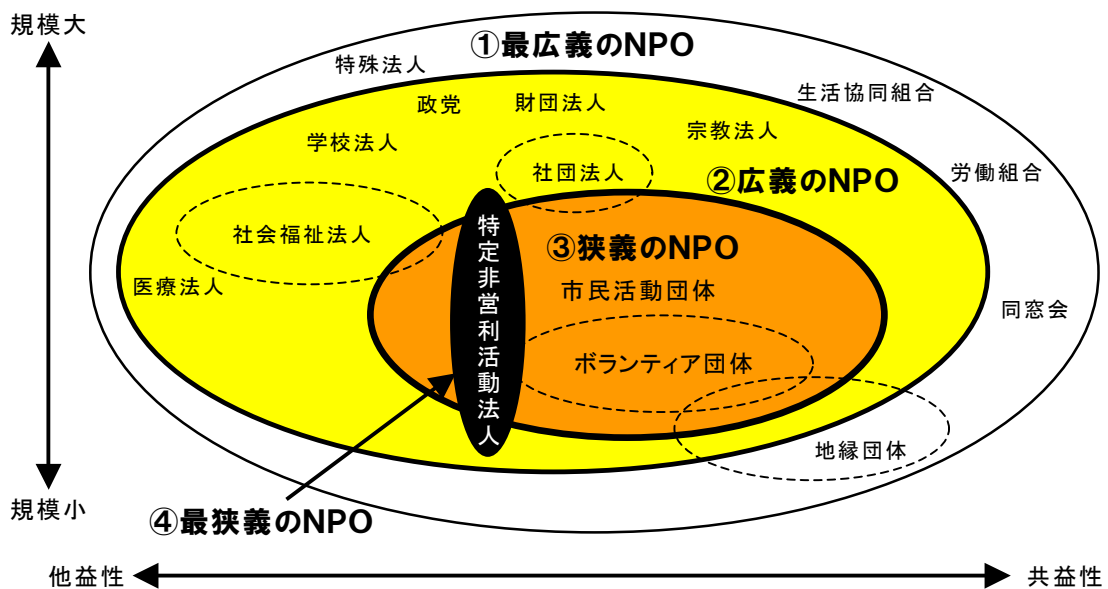 規模大
①最広義のNPO
特殊法人
生活協同組合
政党
財団法人
宗教法人
学校法人
社団法人
②広義のNPO
労働組合
社会福祉法人
特定非営利活動法人
③狭義のNPO
医療法人
市民活動団体
同窓会
ボランティア団体
地縁団体
規模小
④最狭義のNPO
他益性
共益性